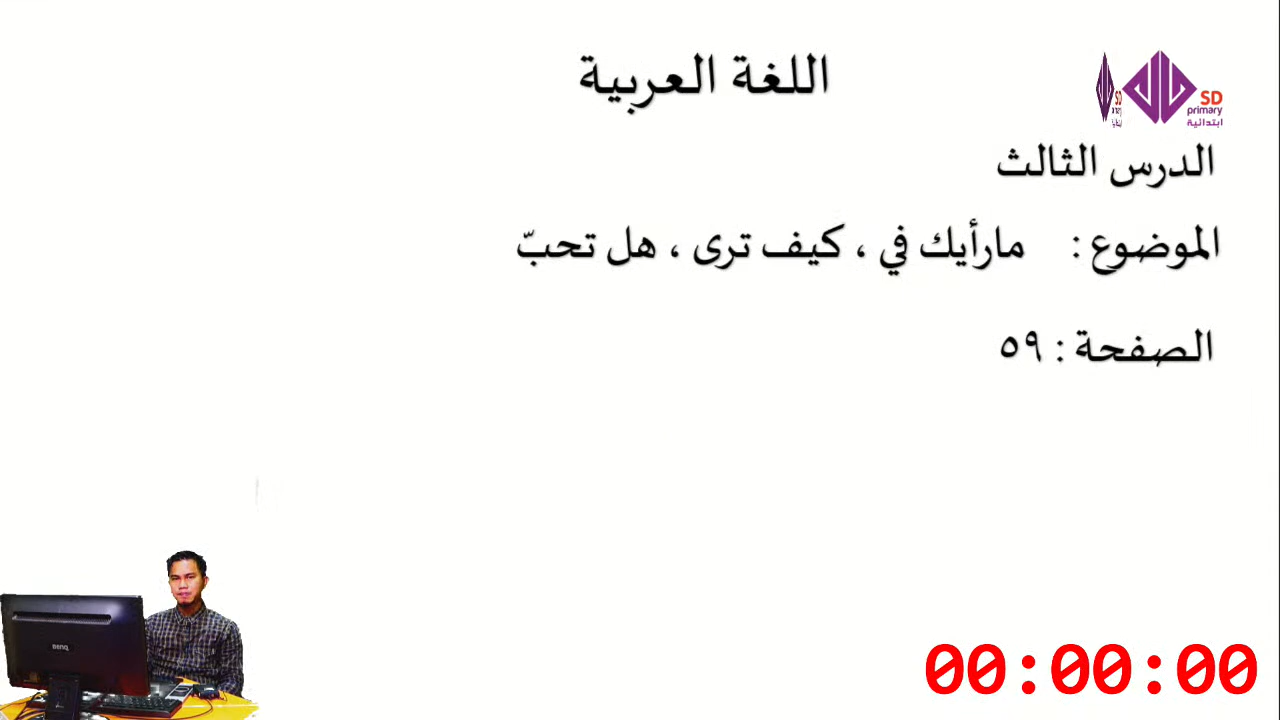 اللغة العربية
SD
primary
ابتدائية
الدرس الثالث
الموضوع : مارأيك في ، كيف ترى ، هل تحبّ
الصفحة : ٥٩
BenQ
00:00:00